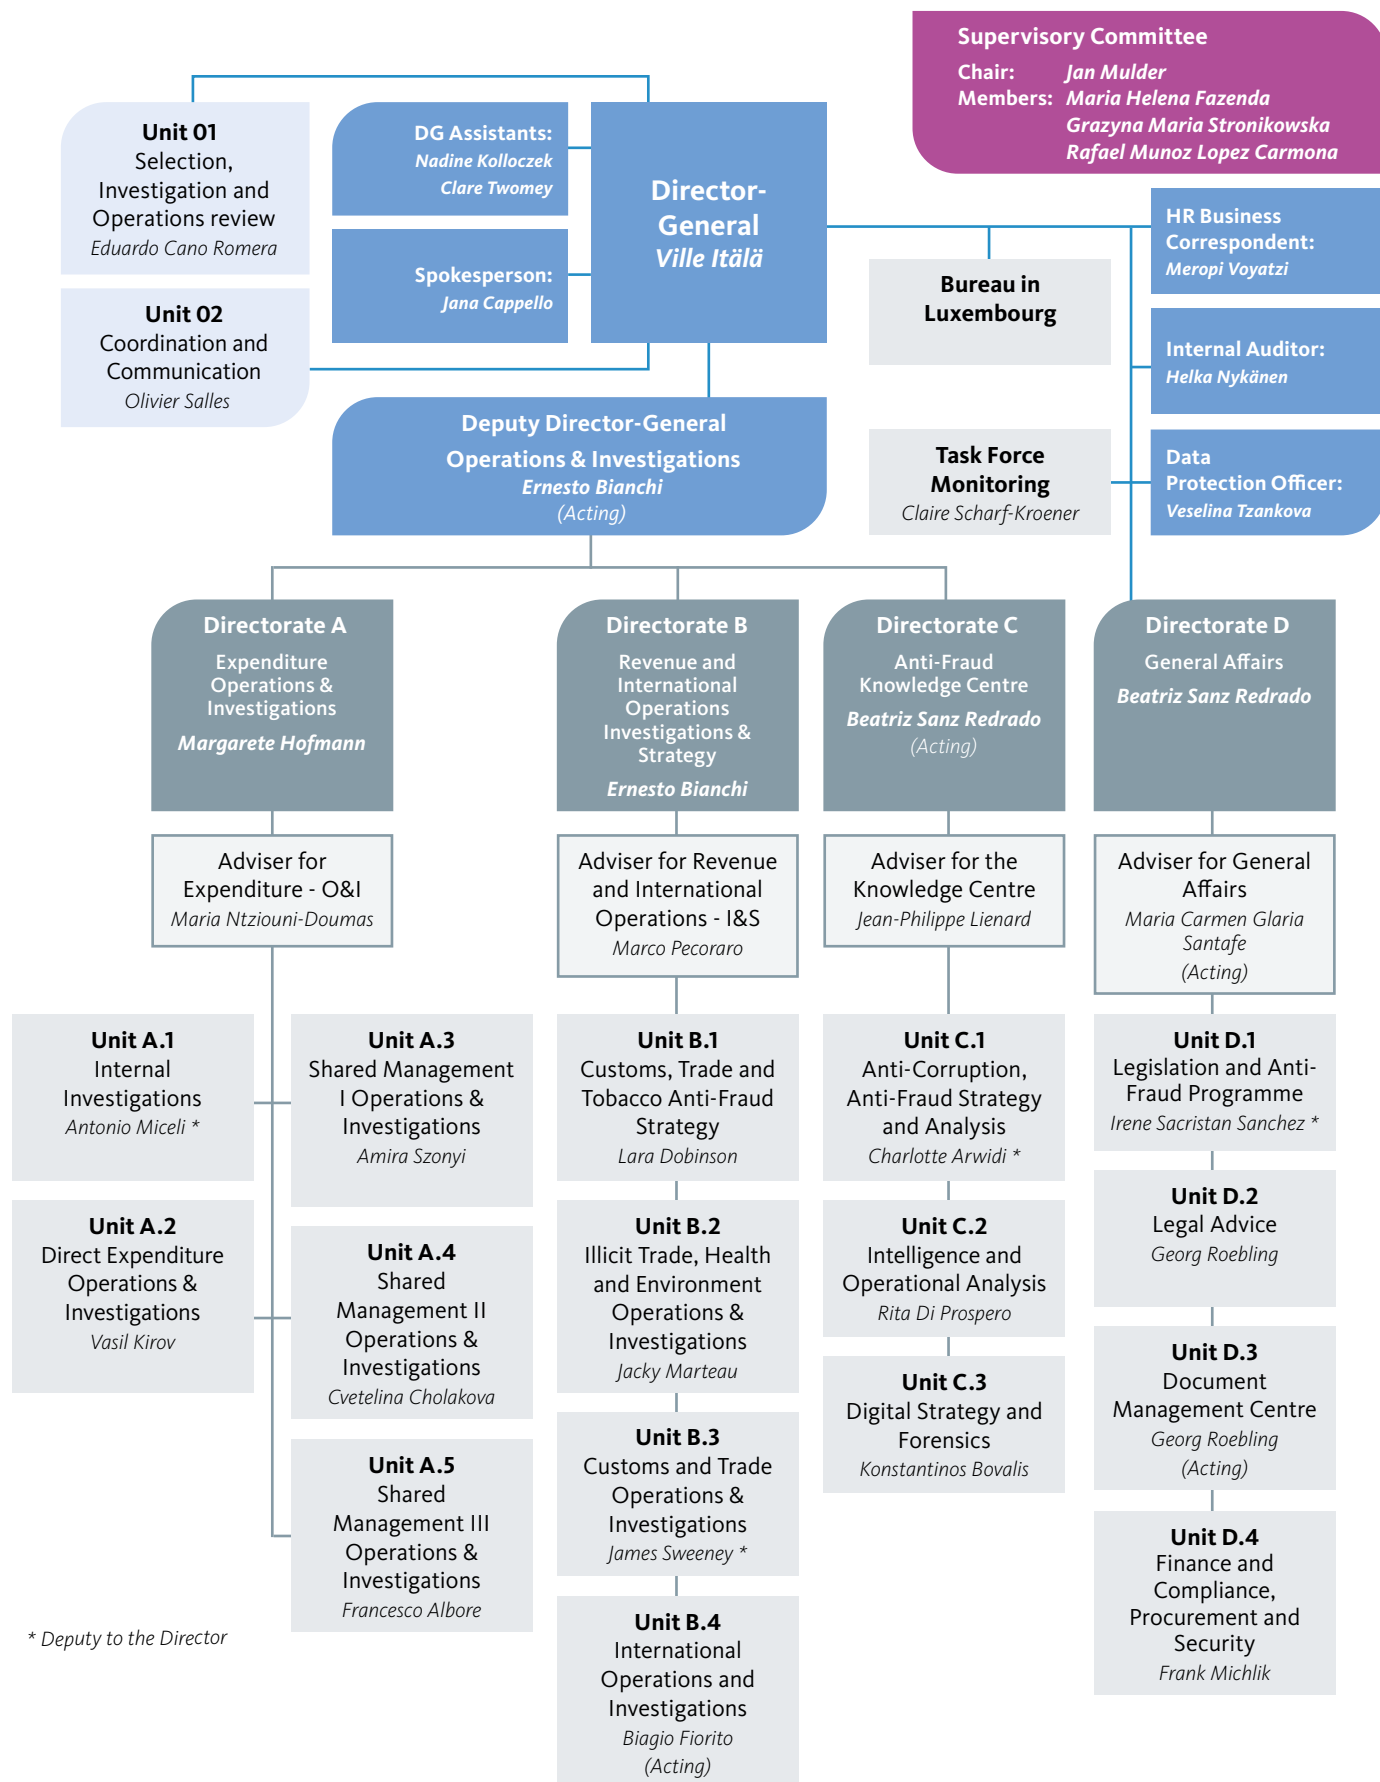 Supervisory Committee
Chair: Jan Mulder
Members: Maria Helena Fazenda
Grazyna Maria Stronikowska
Rafael Munoz Lopez Carmona
Unit 01
Selection,
Investigation and
Operations review
Eduardo Cano Romera
Unit 02
Coordination and
Communication
Olivier Salles
DG Assistants:
Nadine Kolloczek
Clare Twomey
Spokesperson:
Jana Cappello
Director-
General
Ville Itälä
Bureau in
Luxembourg
HR Business
Correspondent:
Meropi Voyatzi
Internal Auditor:
Helka Nykänen
Task Force
Monitoring
Claire Scharf-Kroener
Data
Protection Officer:
Veselina Tzankova
Deputy Director-General
Operations & Investigations
Ernesto Bianchi
(Acting)
Directorate A
Expenditure
Operations &
Investigations
Margarete Hofmann
Adviser for
Expenditure - O&I
Maria Ntziouni-Doumas
Unit A.1
Internal
Investigations
Antonio Miceli *
Unit A.2
Direct Expenditure
Operations &
Investigations
Vasil Kirov
Unit A.3
Shared Management
I Operations &
Investigations
Amira Szonyi
Unit A.4
Shared
Management II
Operations &
Investigations
Cvetelina Cholakova
Unit A.5
Shared
Management III
Operations &
Investigations
Francesco Albore
Directorate B
Revenue and
International
Operations
Investigations &
Strategy
Ernesto Bianchi
Adviser for Revenue
and International
Operations - I&S
Marco Pecoraro
Unit B.1
Customs, Trade and
Tobacco Anti-Fraud
Strategy
Lara Dobinson
Unit B.2
Illicit Trade, Health
and Environment
Operations &
Investigations
Jacky Marteau
Unit B.3
Customs and Trade
Operations &
Investigations
James Sweeney *
Unit B.4
International
Operations and
Investigations
Biagio Fiorito
(Acting)
Directorate C
Anti-Fraud
Knowledge Centre
Beatriz Sanz Redrado
(Acting)
Adviser for the
Knowledge Centre
Jean-Philippe Lienard
Unit C.1
Anti-Corruption,
Anti-Fraud Strategy
and Analysis
Charlotte Arwidi *
Unit C.2
Intelligence and
Operational Analysis
Rita Di Prospero
Unit C.3
Digital Strategy and
Forensics
Konstantinos Bovalis
Directorate D
General Affairs
Beatriz Sanz Redrado
Adviser for General
Affairs
Maria Carmen Glaria
Santafe
(Acting)
Unit D.1
Legislation and Anti-
Fraud Programme
Irene Sacristan Sanchez *
Unit D.2
Legal Advice
Georg Roebling
Unit D.3
Document
Management Centre
Georg Roebling
(Acting)
Unit D.4
Finance and
Compliance,
Procurement and
Security
Frank Michlik
* Deputy to the Director